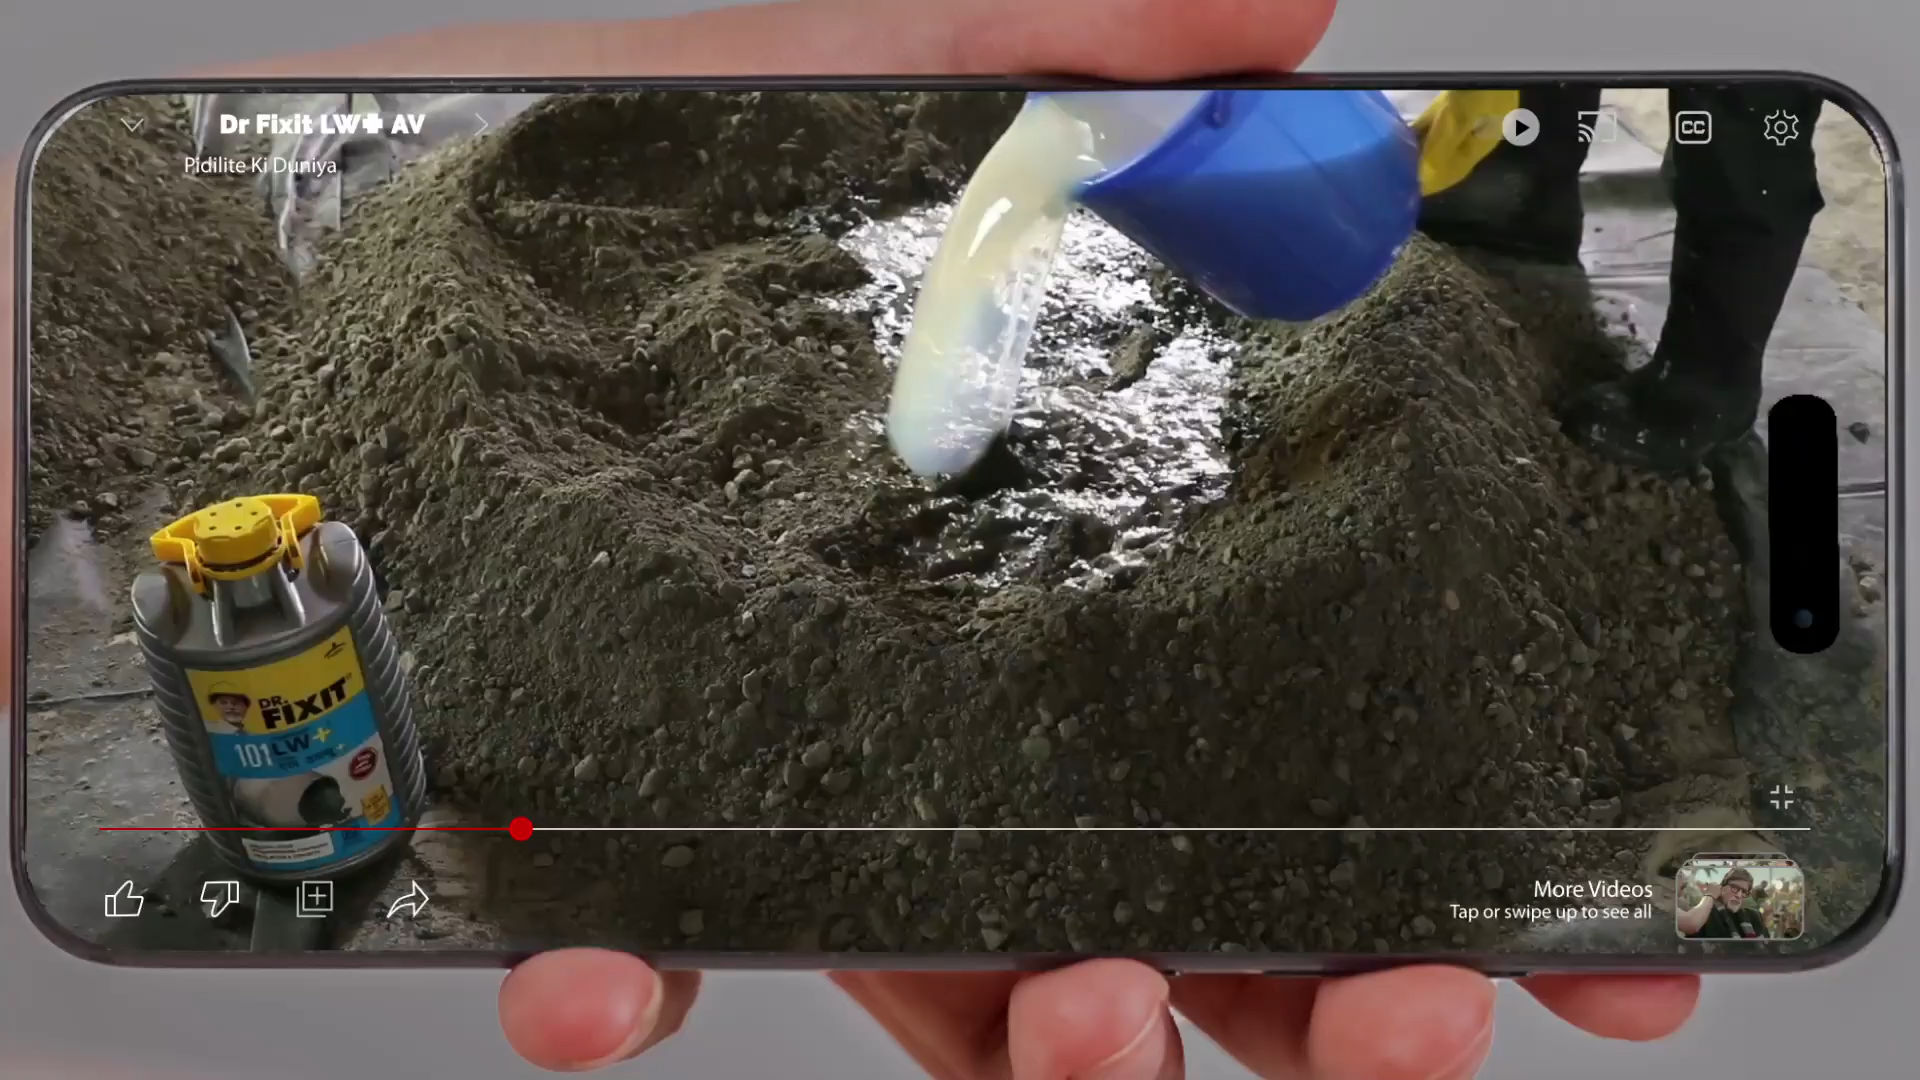 Dr Fixit LW+ AV
Pidilite Ki Duniya
CC
DR.
FIXIT
101 LW+
More Videos
Tap or swipe up to see all